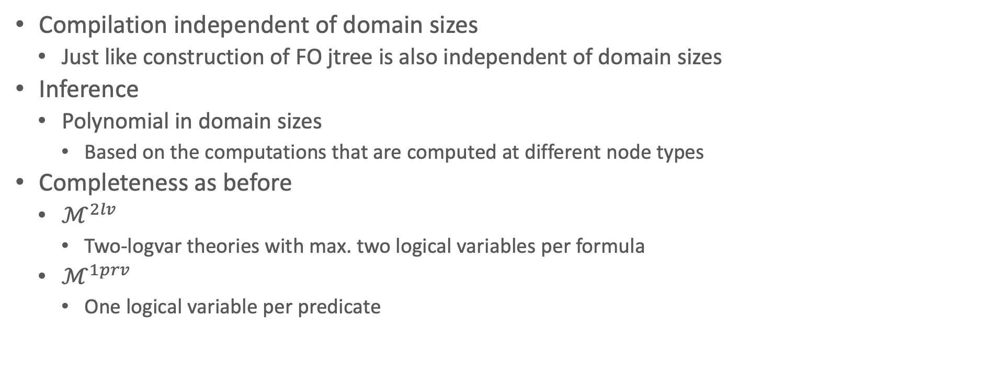 • Compilation independent of domain sizes
• Just like construction of FO jtree is also independent of domain sizes
• Inference
• Polynomial in domain sizes
• Based on the computations that are computed at different node types
• Completeness as before
• ℳ^{2lv}
• Two-logvar theories with max. two logical variables per formula
• ℳ^{1prv}
• One logical variable per predicate